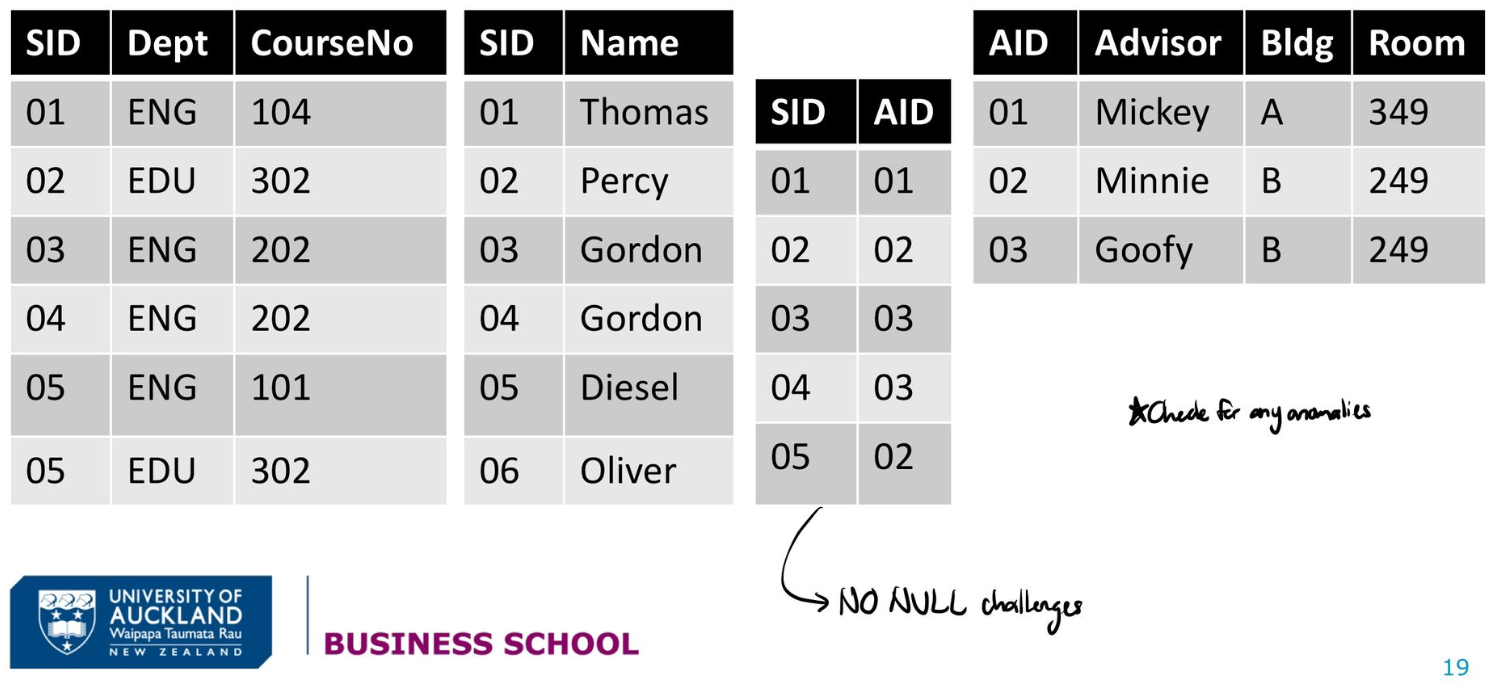 SID Dept CourseNo
01 ENG 104
02 EDU 302
03 ENG 202
04 ENG 202
05 ENG 101
05 EDU 302
SID Name
01 Thomas
02 Percy
03 Gordon
04 Gordon
05 Diesel
06 Oliver
SID AID
01 01
02 02
03 03
04 03
05 02
AID Advisor Bldg Room
01 Mickey A 349
02 Minnie B 249
03 Goofy B 249
★Check for any anomalies
NO NULL challenges
UNIVERSITY OF
AUCKLAND
Waipapa Taumata Rau
NEW ZEALAND
BUSINESS SCHOOL
19